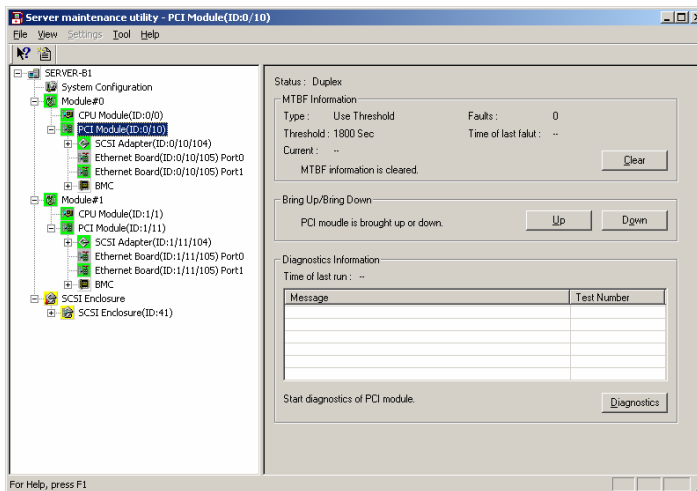 Server maintenance utility - PCI Module(ID:0/10)
File View Settings Tool Help
SERVER-B1
System Configuration
Module#0
CPU Module(ID:0/0)
PCI Module(ID:0/10)
SCSI Adapter(ID:0/10/104)
Ethernet Board(ID:0/10/105) Port0
Ethernet Board(ID:0/10/105) Port1
BMC
Module#1
CPU Module(ID:1/1)
PCI Module(ID:1/11)
SCSI Adapter(ID:1/11/104)
Ethernet Board(ID:1/11/105) Port0
Ethernet Board(ID:1/11/105) Port1
BMC
SCSI Enclosure
SCSI Enclosure(ID:41)
Status : Duplex
MTBF Information
Type : Use Threshold Faults : 0
Threshold : 1800 Sec Time of last falut : --
Current : --
MTBF information is cleared.
Clear
Bring Up/Bring Down
PCI moudle is brought up or down.
Up
Down
Diagnostics Information
Time of last run : --
Message Test Number
Start diagnostics of PCI module.
Diagnostics
For Help, press F1